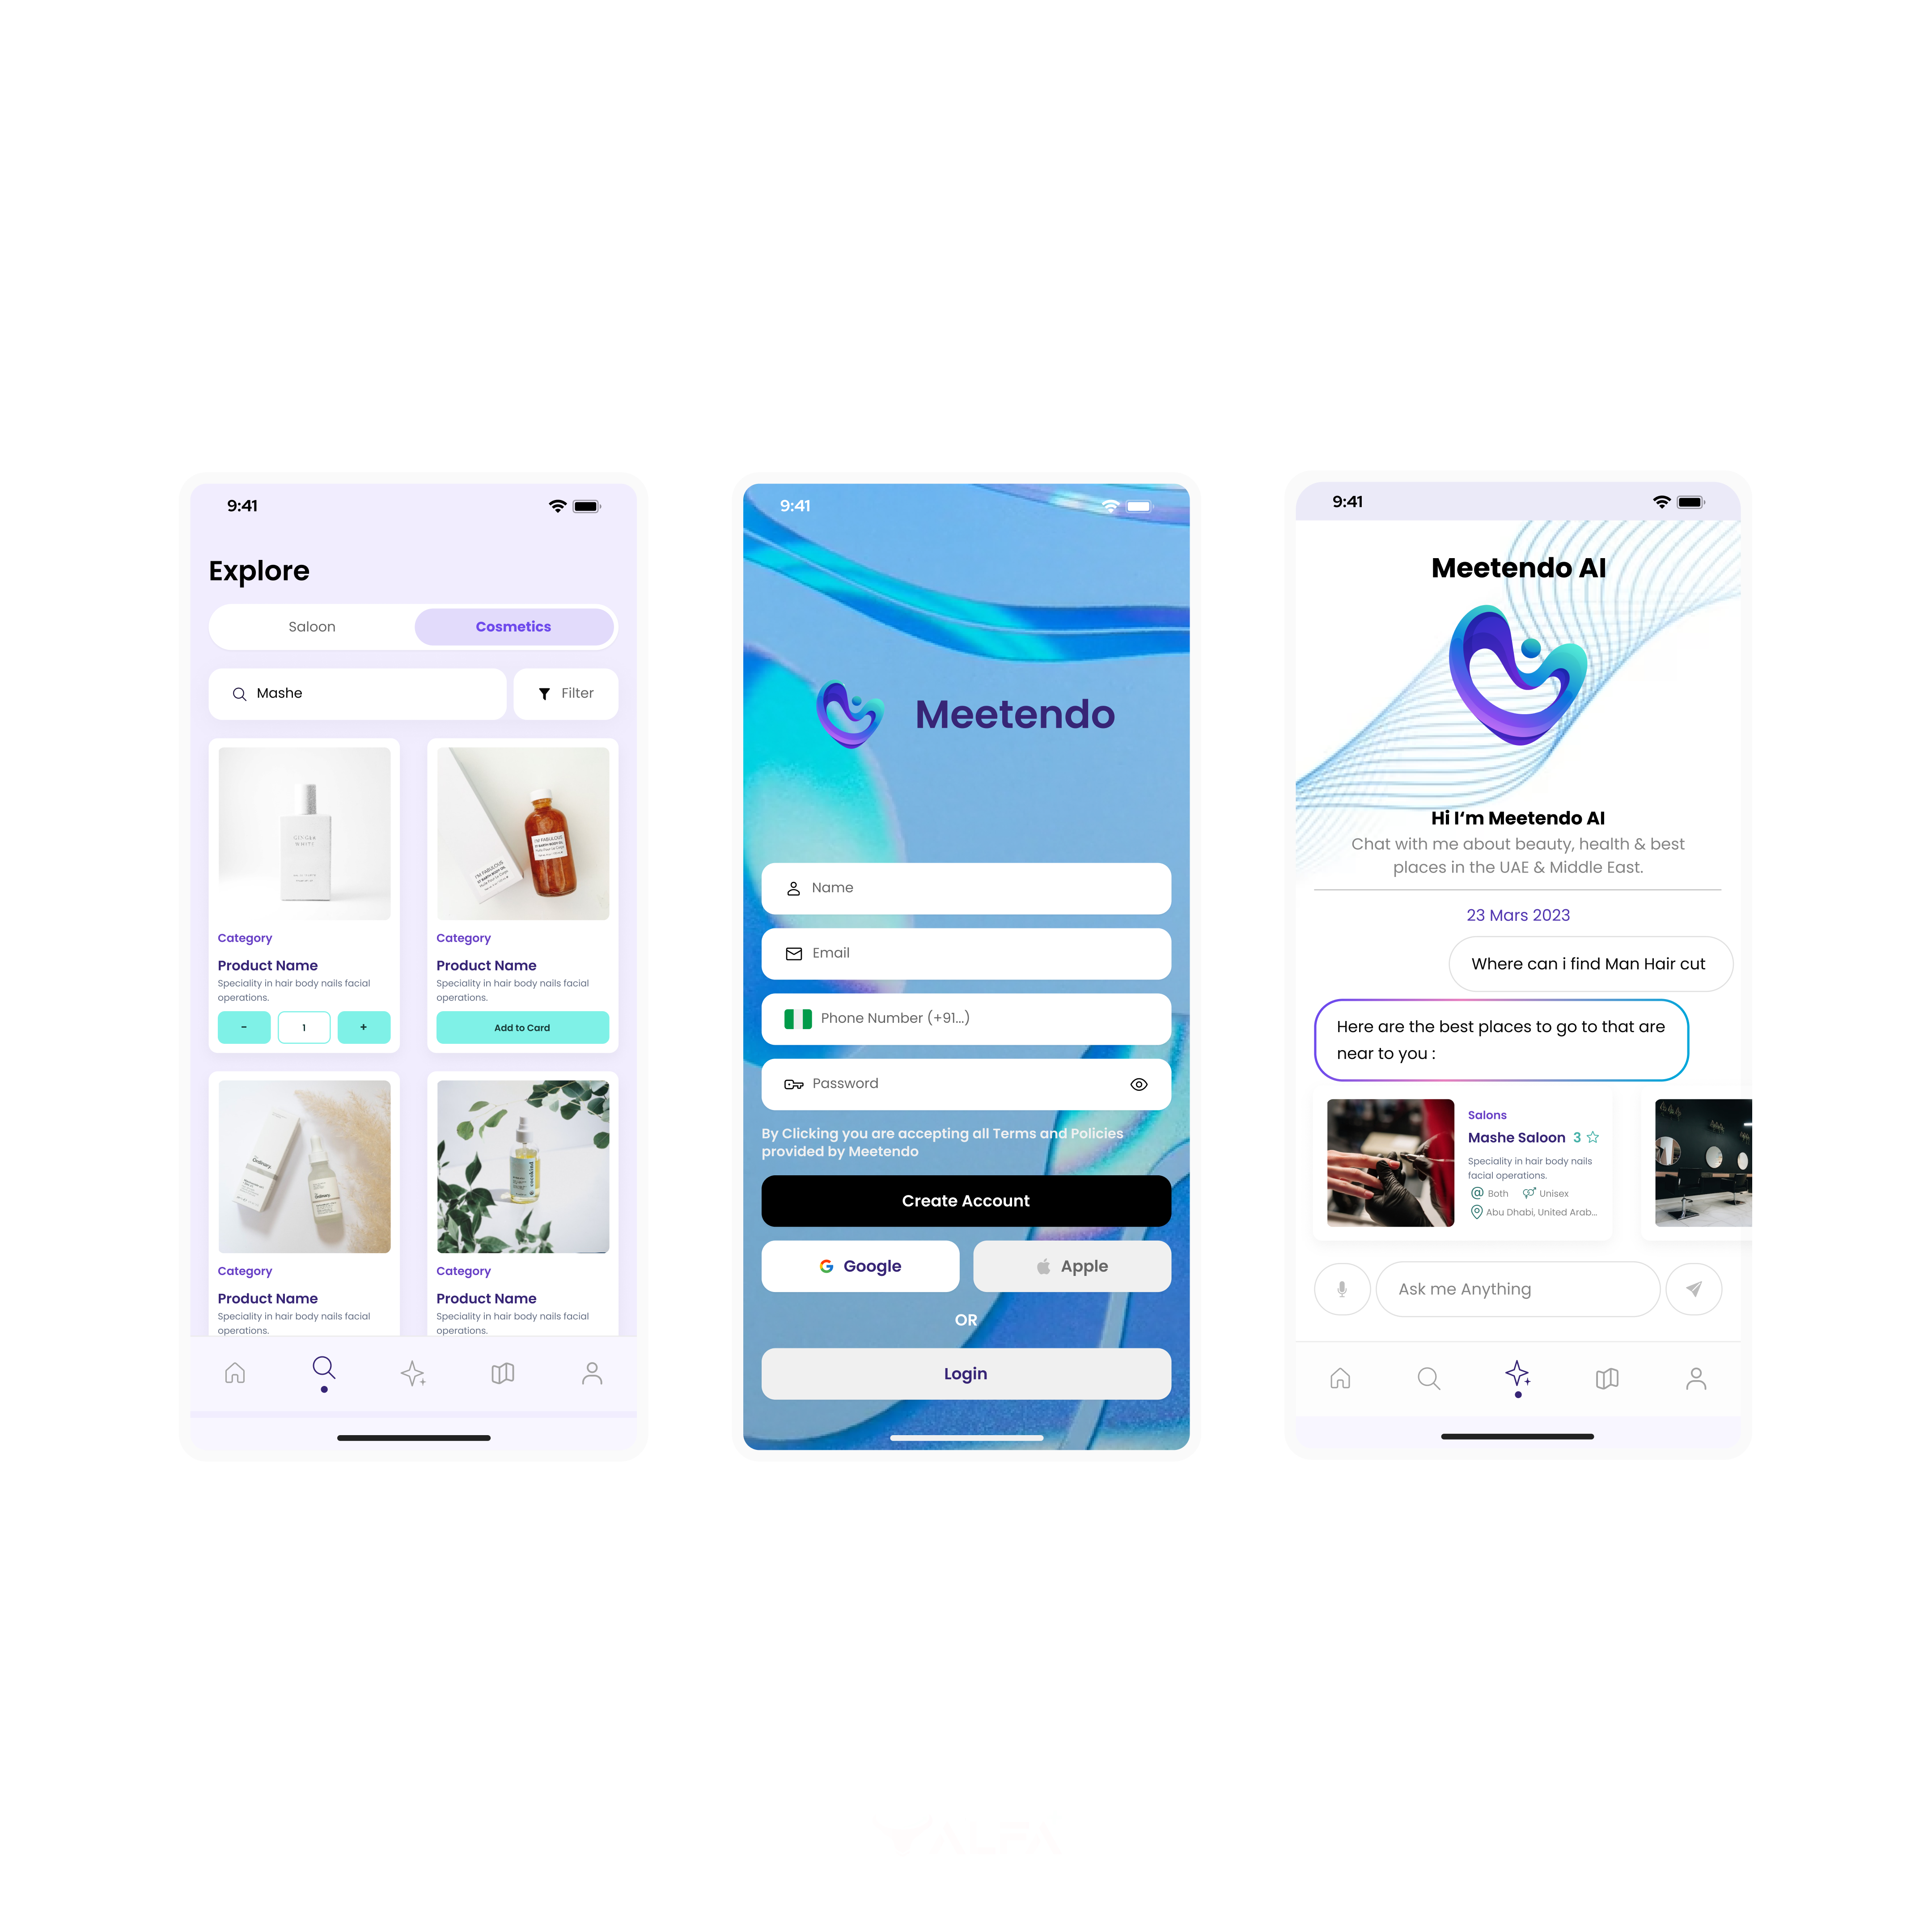 9:41
Explore
Saloon
Cosmetics
Mashe
Filter
WHITE
I'M FABULOUS
I'M FABULOUS
Category
Category
Product Name
Product Name
Speciality in hair body nails facial
operations.
Speciality in hair body nails facial
operations.
-
1
+
Add to Card
Ordinary.
Ordinary.
Category
Category
Product Name
Product Name
Speciality in hair body nails facial
operations.
Speciality in hair body nails facial
operations.
9:41
Meetendo
Name
Email
Phone Number (+91...)
Password
By Clicking you are accepting all Terms and Policies
provided by Meetendo
Create Account
Google
Apple
OR
Login
9:41
Meetendo AI
Hi I‘m Meetendo AI
Chat with me about beauty, health & best
places in the UAE & Middle East.
23 Mars 2023
Where can i find Man Hair cut
Here are the best places to go to that are
near to you :
Salons
Mashe Saloon 3
Speciality in hair body nails
facial operations.
Both
Unisex
Abu Dhabi, United Arab...
Ask me Anything